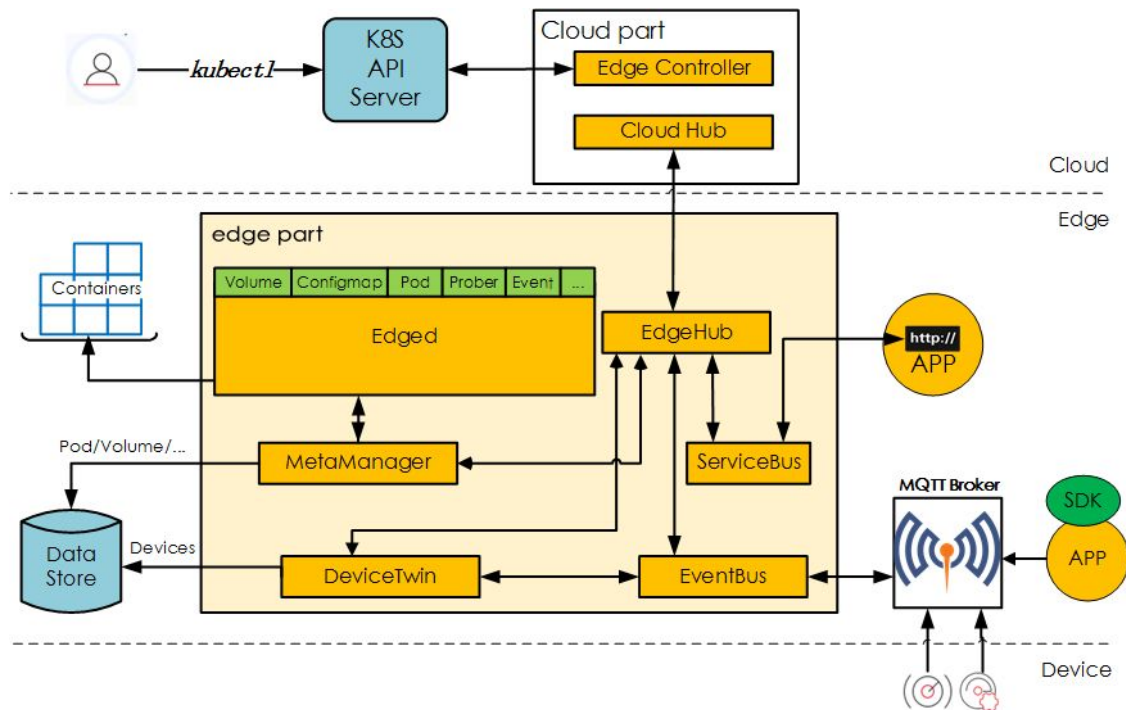 kubectl
K8S
API
Server
Cloud part
Edge Controller
Cloud Hub
Cloud
Edge
edge part
Volume
Configmap
Pod
Prober
Event
...
Edged
Containers
EdgeHub
http://
APP
Pod/Volume/...
MetaManager
ServiceBus
MQTT Broker
SDK
APP
Data
Store
Devices
DeviceTwin
EventBus
Device